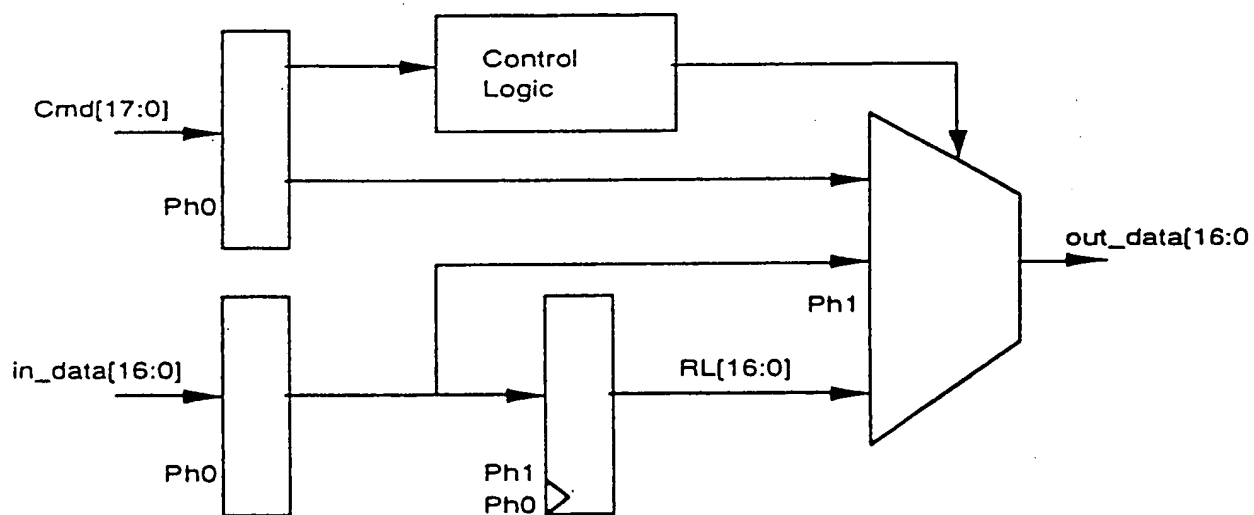 Control
Logic
Cmd[17:0]
Ph0
out_data[16:0
Ph1
in_data[16:0]
RL[16:0]
Ph0
Ph1
Ph0